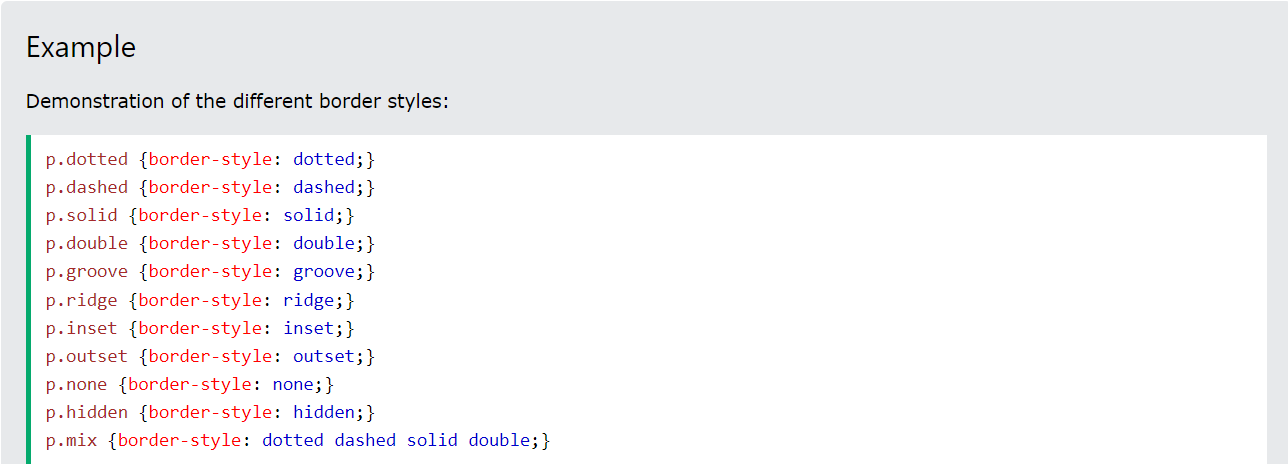 Example
Demonstration of the different border styles:
p.dotted {border-style: dotted;}
p.dashed {border-style: dashed;}
p.solid {border-style: solid;}
p.double {border-style: double;}
p.groove {border-style: groove;}
p.ridge {border-style: ridge;}
p.inset {border-style: inset;}
p.outset {border-style: outset;}
p.none {border-style: none;}
p.hidden {border-style: hidden;}
p.mix {border-style: dotted dashed solid double;}